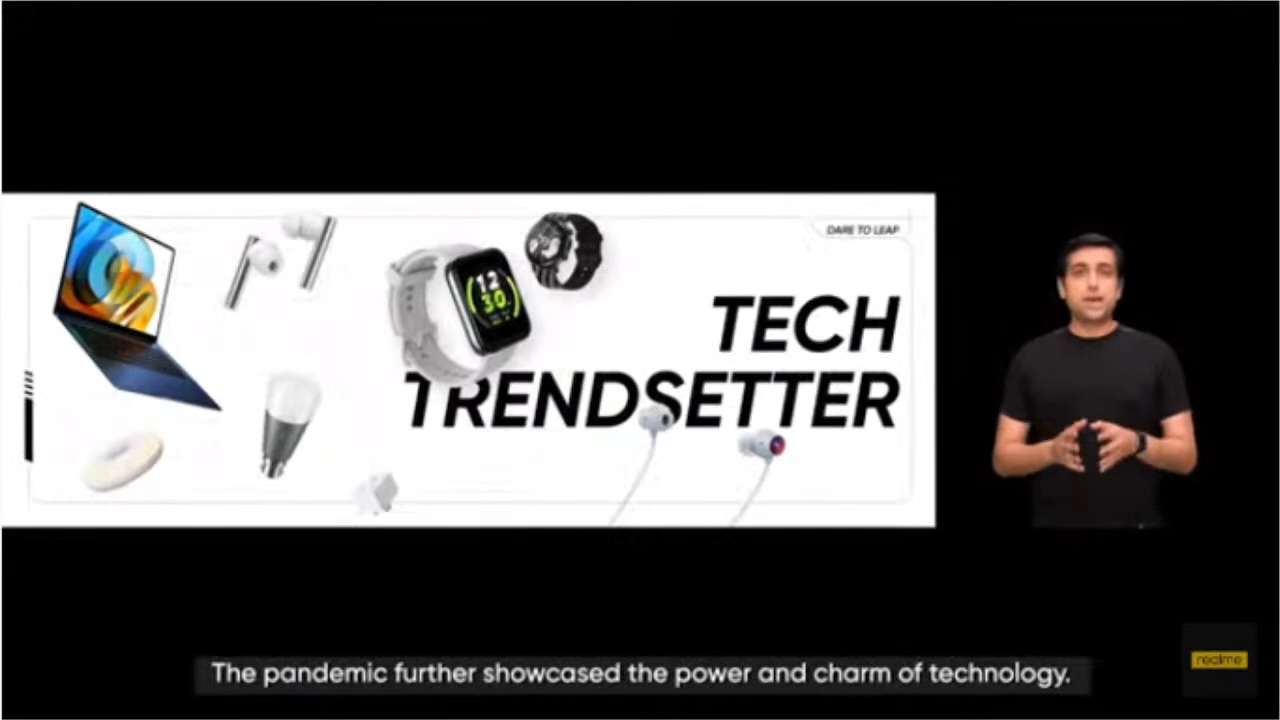 DARE TO LEAP
12
30
TECH
TRENDSETTER
The pandemic further showcased the power and charm of technology.
realme